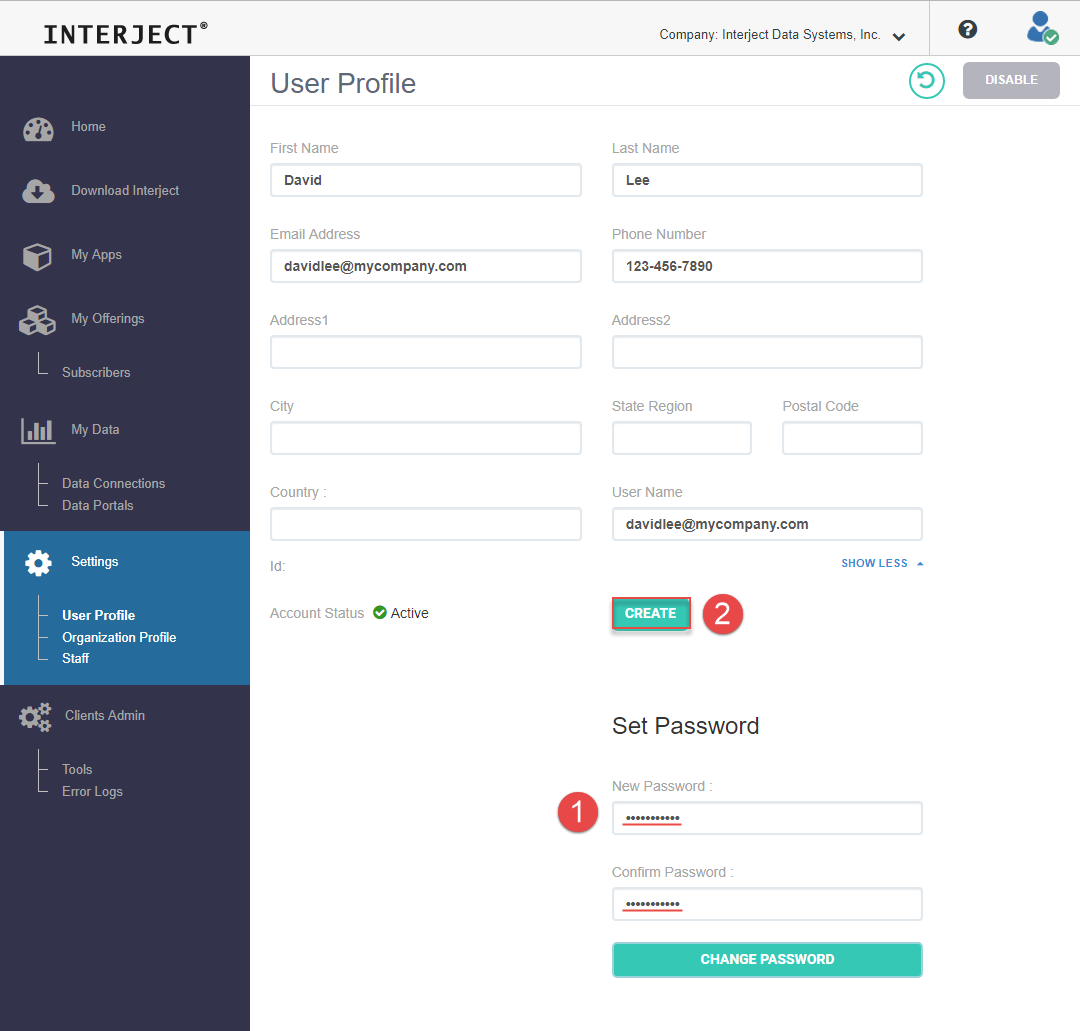 INTERJECT®
Company: Interject Data Systems, Inc.
?
User Profile
DISABLE
Home
Download Interject
My Apps
My Offerings
Subscribers
My Data
Data Connections
Data Portals
Settings
User Profile
Organization Profile
Staff
Clients Admin
Tools
Error Logs
First Name
Last Name
David
Lee
Email Address
Phone Number
davidlee@mycompany.com
123-456-7890
Address1
Address2
City
State Region
Postal Code
Country :
User Name
davidlee@mycompany.com
Id:
SHOW LESS
Account Status Active
CREATE
2
Set Password
New Password :
1
•••••••••••
Confirm Password :
•••••••••••
CHANGE PASSWORD